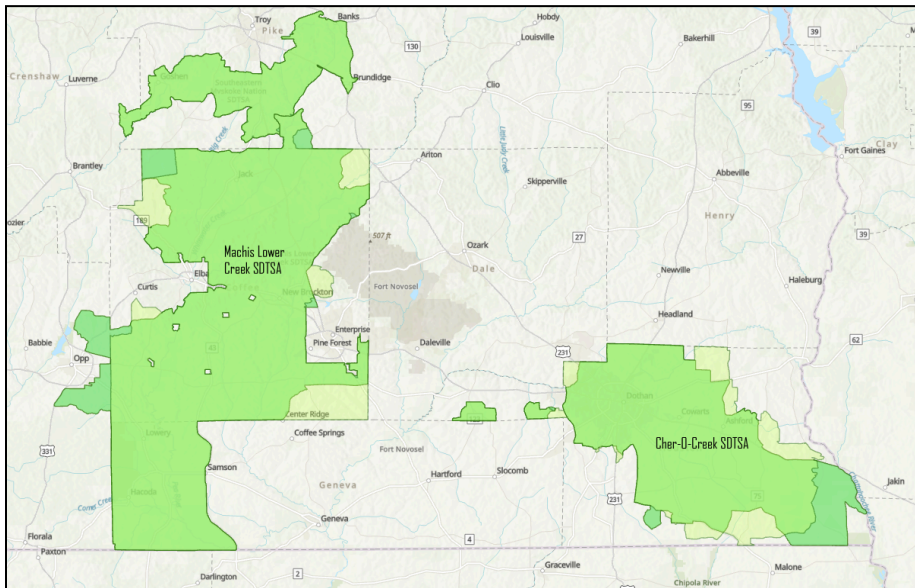 Banks
Troy
Pike
Hobdy
Louisville
39
130
Bakerhill
Crenshaw
Luverne
Goshen
Brundidge
Clio
95
Clay
Fort Gaines
Brantley
Ariton
Jack
Skipperville
Abbeville
189
Henry
39
507 ft
27
Machis Lower
Creek SDTSA
Ozark
Dale
Elba
Newville
Curtis
Fort Novosel
Haleburg
New Brockton
Headland
Babbie
Opp
Enterprise
Pine Forest
Daleville
62
231
Dothan
Cowarts
Ashford
Center Ridge
Lowery
Coffee Springs
Cher-O-Creek SDTSA
331
Samson
Fort Novosel
Hartford
Slocomb
Geneva
Hacoda
Corner Creek
231
75
Jakin
Geneva
Florala
Paxton
4
Graceville
Malone
Darlington
2
Chipola River